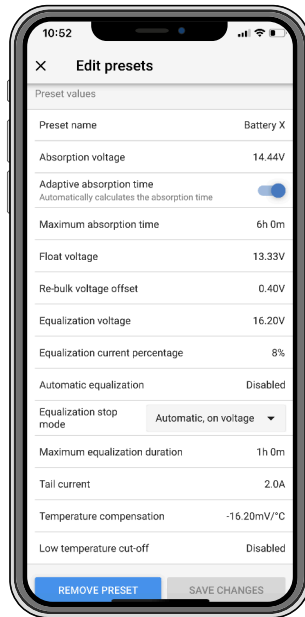 10:52
Edit presets
Preset values
Preset name Battery X
Absorption voltage 14.44V
Adaptive absorption time
Automatically calculates the absorption time
Maximum absorption time 6h 0m
Float voltage 13.33V
Re-bulk voltage offset 0.40V
Equalization voltage 16.20V
Equalization current percentage 8%
Automatic equalization Disabled
Equalization stop
mode Automatic, on voltage
Maximum equalization duration 1h 0m
Tail current 2.0A
Temperature compensation -16.20mV/°C
Low temperature cut-off Disabled
REMOVE PRESET SAVE CHANGES